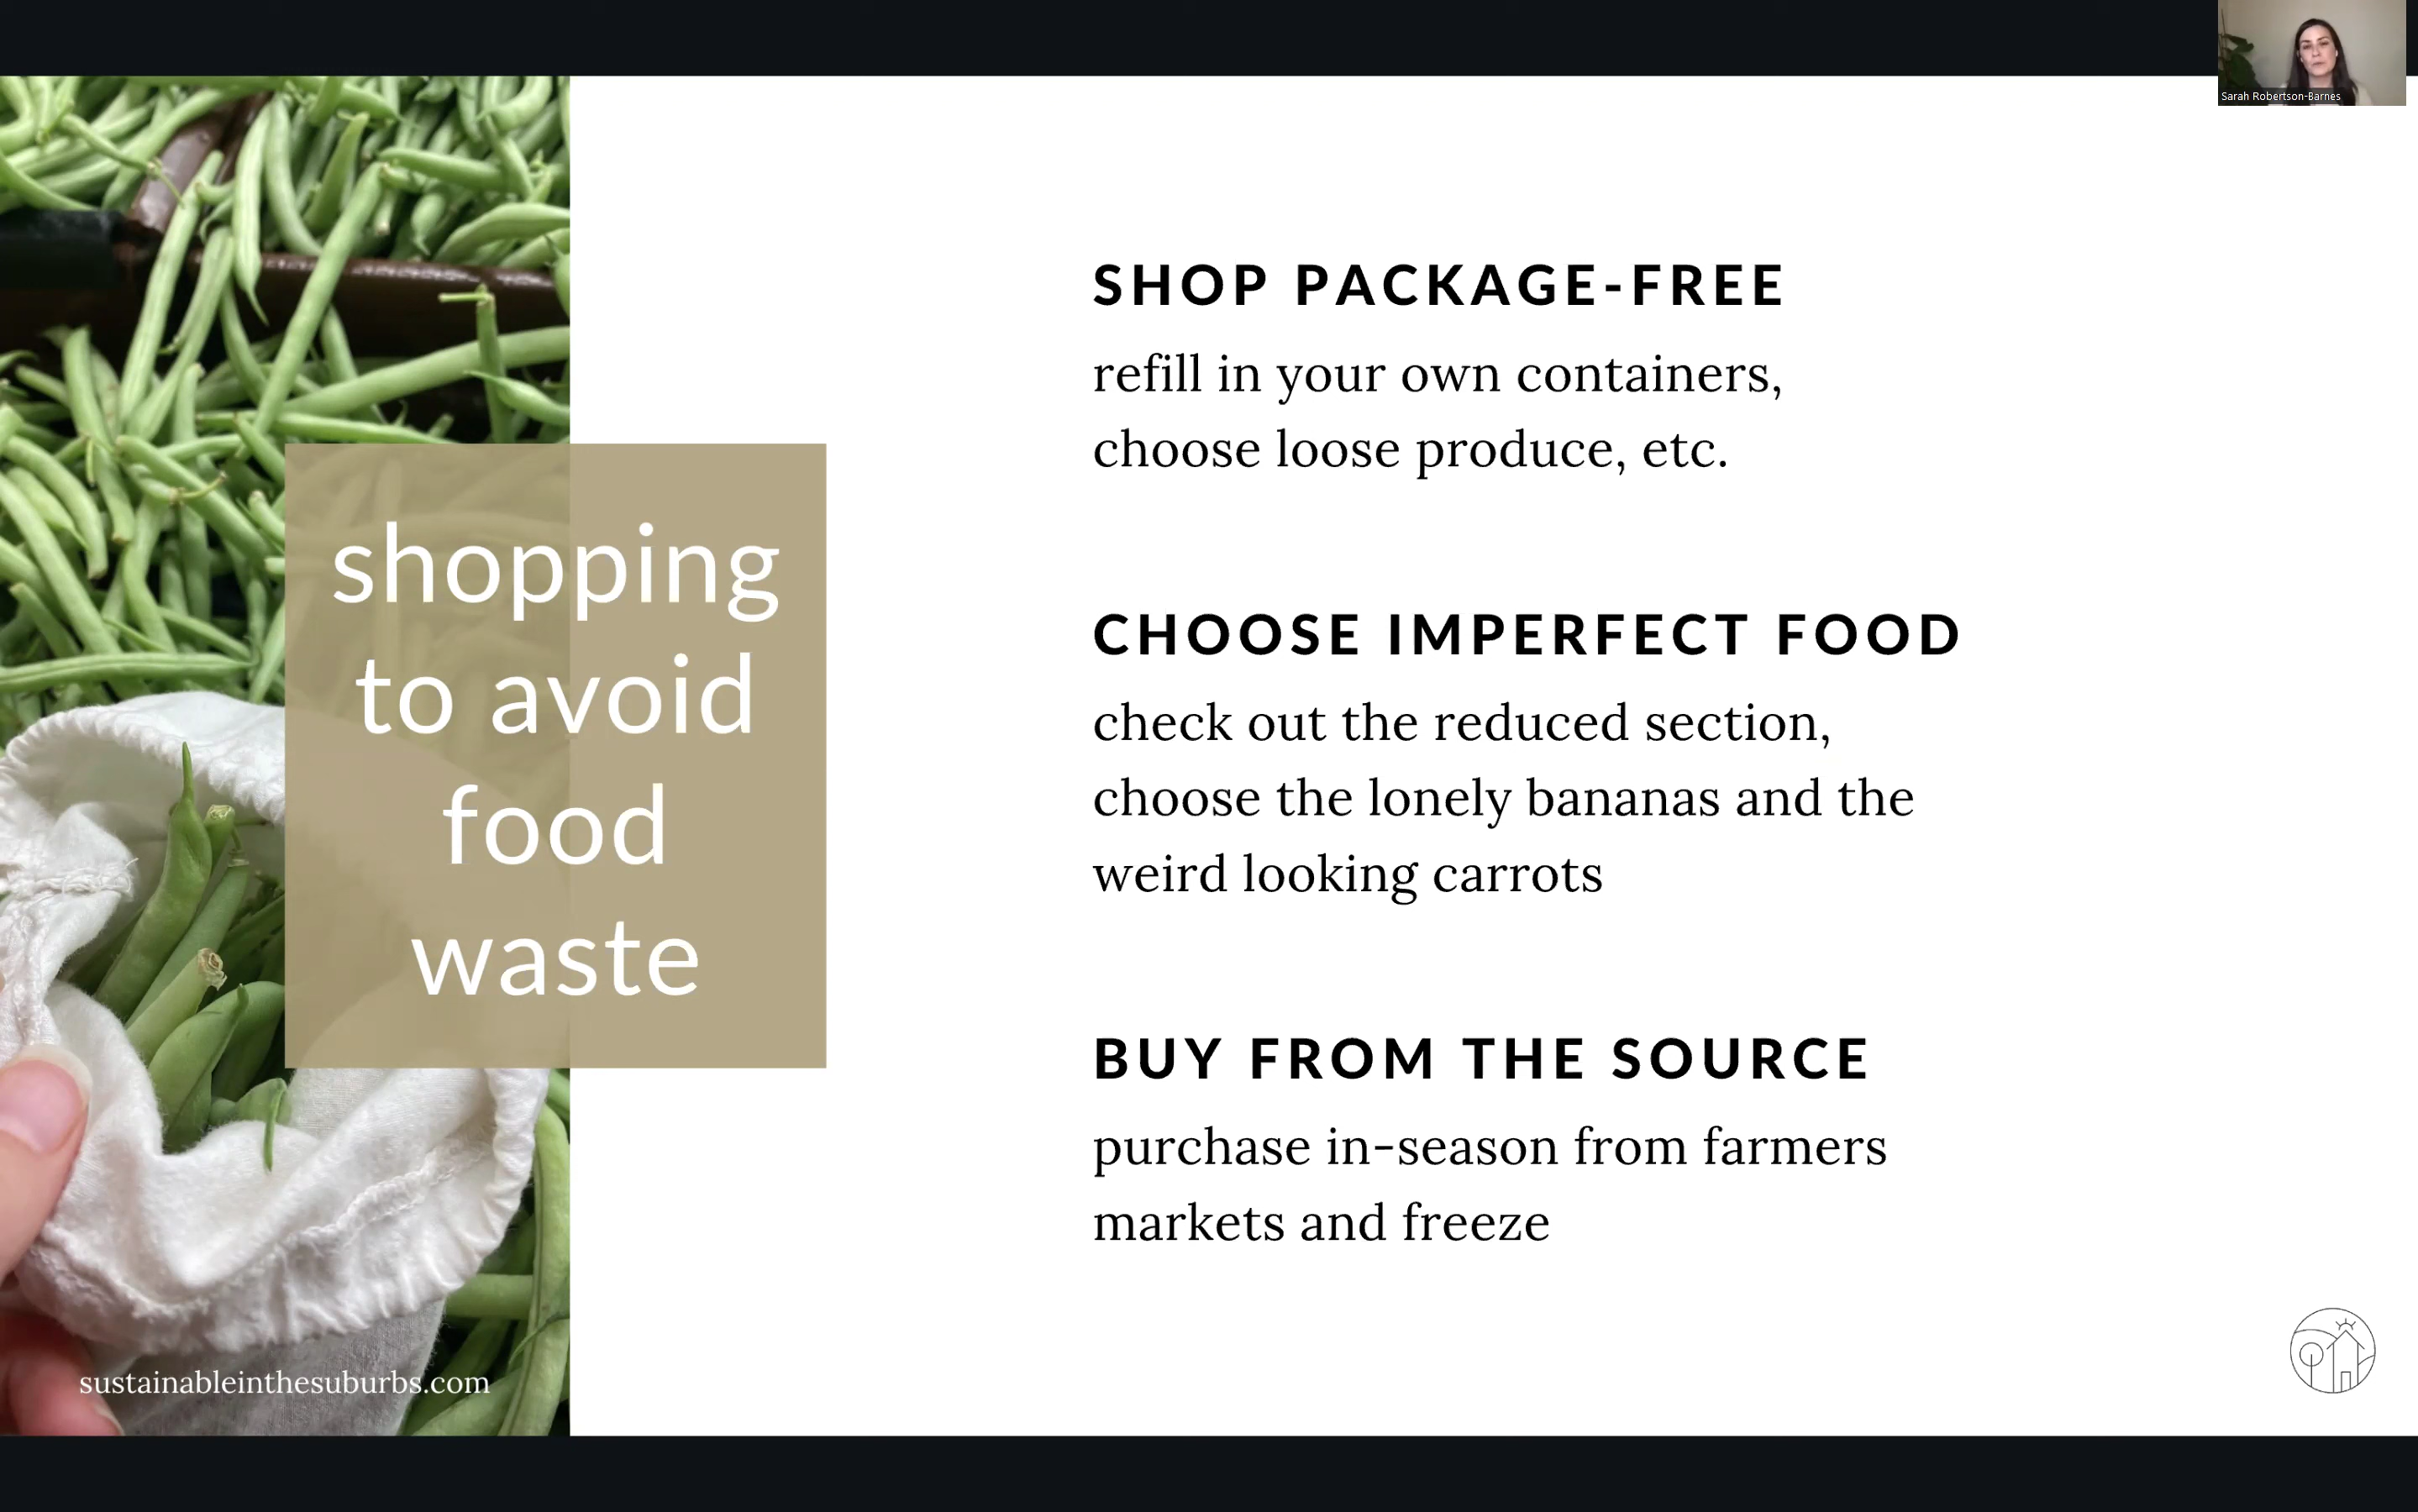 Sarah Robertson-Barnes
shopping
to avoid
food
waste
SHOP PACKAGE-FREE
refill in your own containers,
choose loose produce, etc.
CHOOSE IMPERFECT FOOD
check out the reduced section,
choose the lonely bananas and the
weird looking carrots
BUY FROM THE SOURCE
purchase in-season from farmers
markets and freeze
sustainableinthesuburbs.com